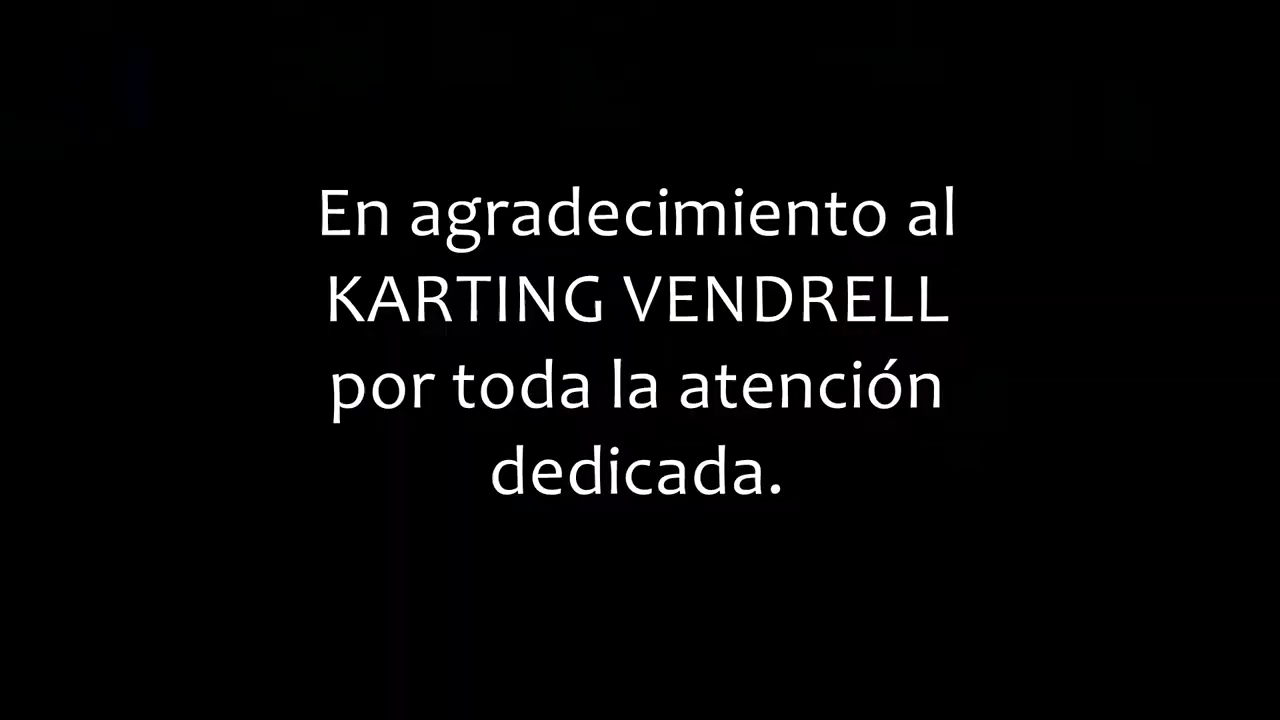 En agradecimiento al
KARTING VENDRELL
por toda la atención
dedicada.